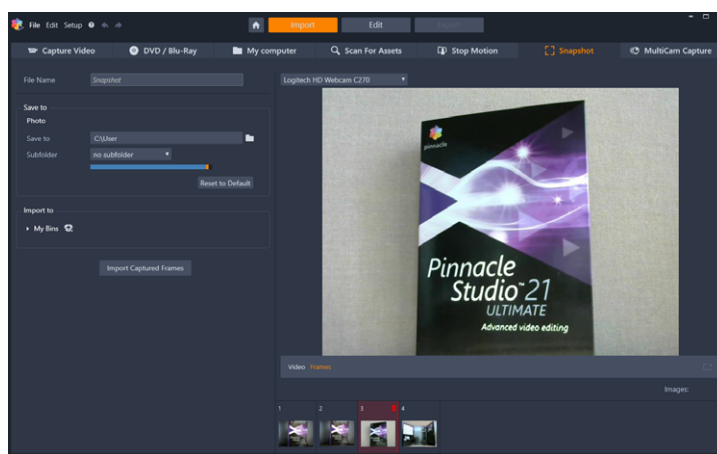 File Edit Setup
Import Edit Export
Capture Video DVD / Blu-Ray My computer Scan For Assets Stop Motion Snapshot MultiCam Capture
File Name Snapshot
Logitech HD Webcam C270
Save to
Photo
Save to C:\User
Subfolder no subfolder
Reset to Default
Import to
My Bins
Import Captured Frames
pinnacle
Pinnacle
Studio™ 21
ULTIMATE
Advanced video editing
Video Frames
Images:
1 2 3 4